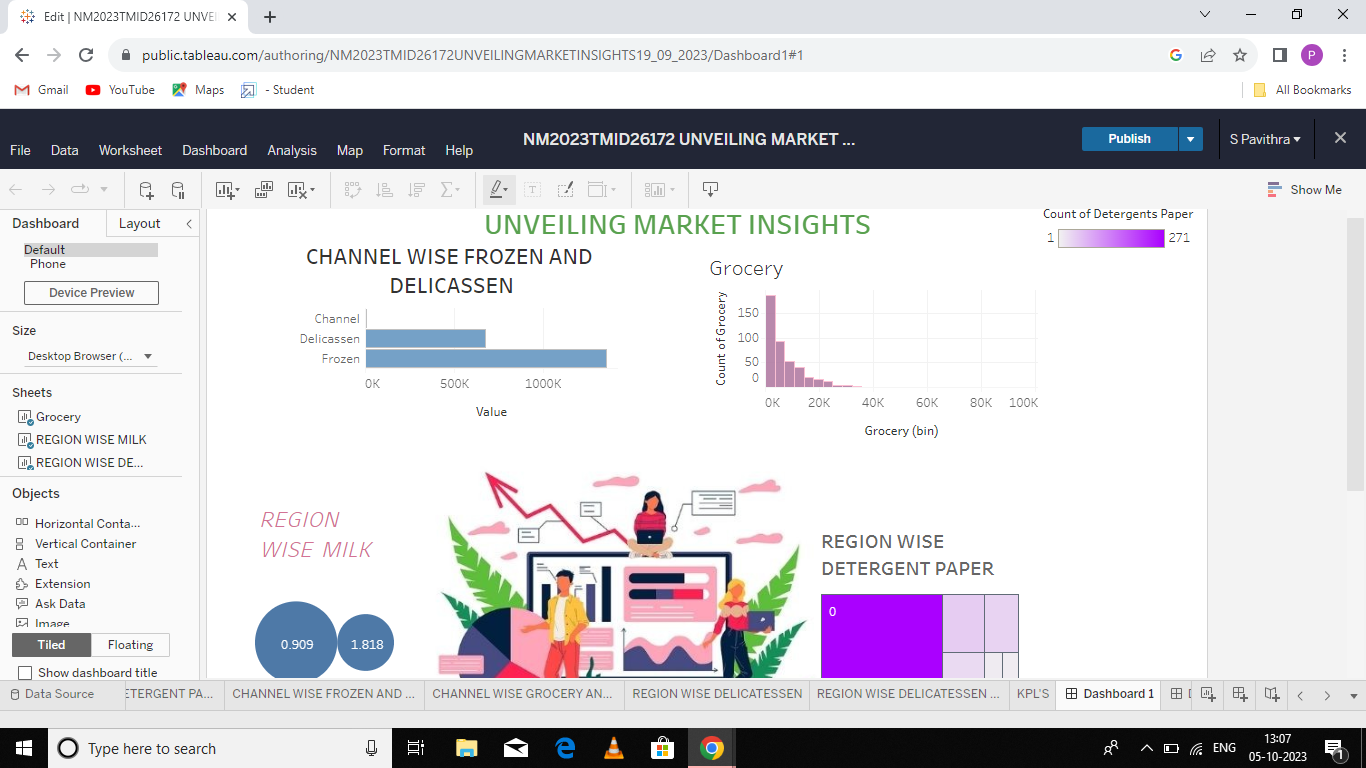 Edit | NM2023TMID26172 UNVEI
public.tableau.com/authoring/NM2023TMID26172UNVEILINGMARKETINSIGHTS19_09_2023/Dashboard1#1
P
Gmail YouTube Maps - Student All Bookmarks
NM2023TMID26172 UNVEILING MARKET ...
Publish
S Pavithra
File Data Worksheet Dashboard Analysis Map Format Help
Show Me
Dashboard Layout
Default
Phone
Device Preview
Size
Desktop Browser (...
Sheets
Grocery
REGION WISE MILK
REGION WISE DE...
Objects
Horizontal Conta...
Vertical Container
Text
Extension
Ask Data
Image
Tiled Floating
Show dashboard title
UNVEILING MARKET INSIGHTS
Count of Detergents Paper
1 271
CHANNEL WISE FROZEN AND
DELICASSEN
Channel
Delicassen
Frozen
0K 500K 1000K
Value
Grocery
Count of Grocery
150
100
50
0
0K 20K 40K 60K 80K 100K
Grocery (bin)
REGION
WISE MILK
0.909 1.818
REGION WISE
DETERGENT PAPER
0
Data Source ETERGENT PA... CHANNEL WISE FROZEN AND ... CHANNEL WISE GROCERY AN... REGION WISE DELICATESSEN REGION WISE DELICATESSEN ... KPL'S Dashboard 1
Type here to search
ENG
13:07
05-10-2023
1